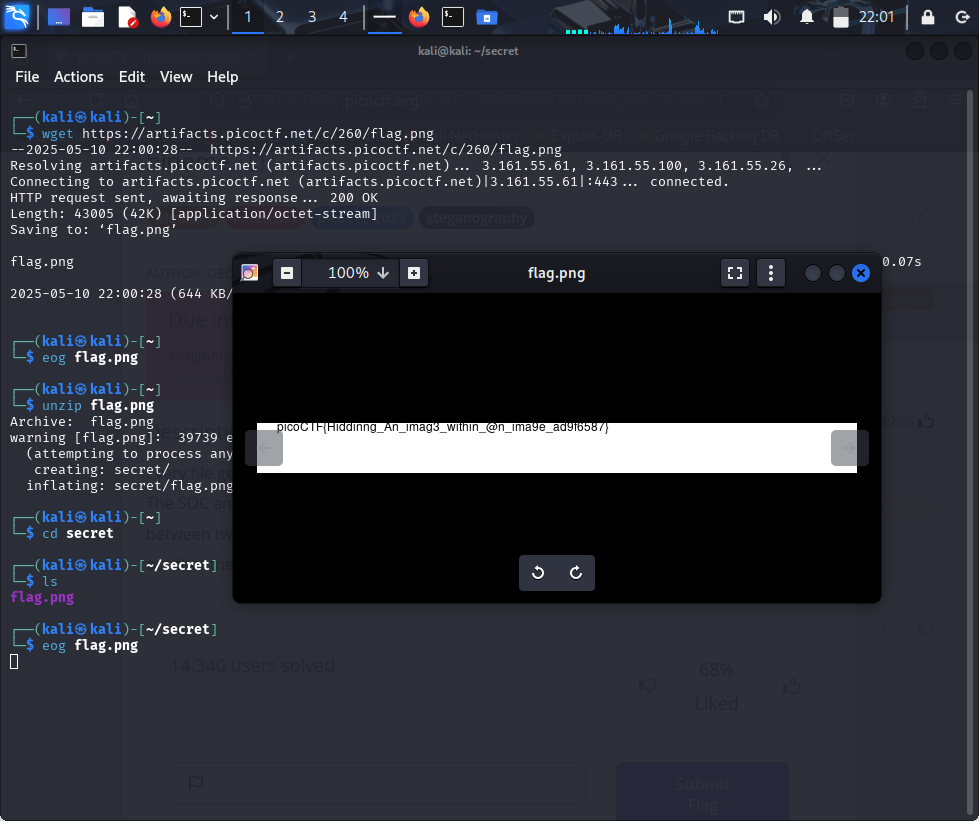 1 2 3 4 22:01
kali@kali: ~/secret
File Actions Edit View Help
┌──(kali㉿kali)-[~]
└─$ wget https://artifacts.picoctf.net/c/260/flag.png
--2025-05-10 22:00:28-- https://artifacts.picoctf.net/c/260/flag.png
Resolving artifacts.picoctf.net (artifacts.picoctf.net)... 3.161.55.61, 3.161.55.100, 3.161.55.26, ...
Connecting to artifacts.picoctf.net (artifacts.picoctf.net)|3.161.55.61|:443... connected.
HTTP request sent, awaiting response... 200 OK
Length: 43005 (42K) [application/octet-stream]
Saving to: ‘flag.png’
flag.png 0.07s
2025-05-10 22:00:28 (644 KB/
┌──(kali㉿kali)-[~]
└─$ eog flag.png
┌──(kali㉿kali)-[~]
└─$ unzip flag.png
Archive: flag.png
warning [flag.png]: 39739 e
(attempting to process any
creating: secret/
inflating: secret/flag.png
┌──(kali㉿kali)-[~]
└─$ cd secret
┌──(kali㉿kali)-[~/secret]
└─$ ls
flag.png
┌──(kali㉿kali)-[~/secret]
└─$ eog flag.png
100% flag.png
picoCTF{Hiddinng_An_imag3_within_@n_ima9e_ad9f6587}
steganography
68%
14,340 users solved
68%
Liked
Submit
Flag